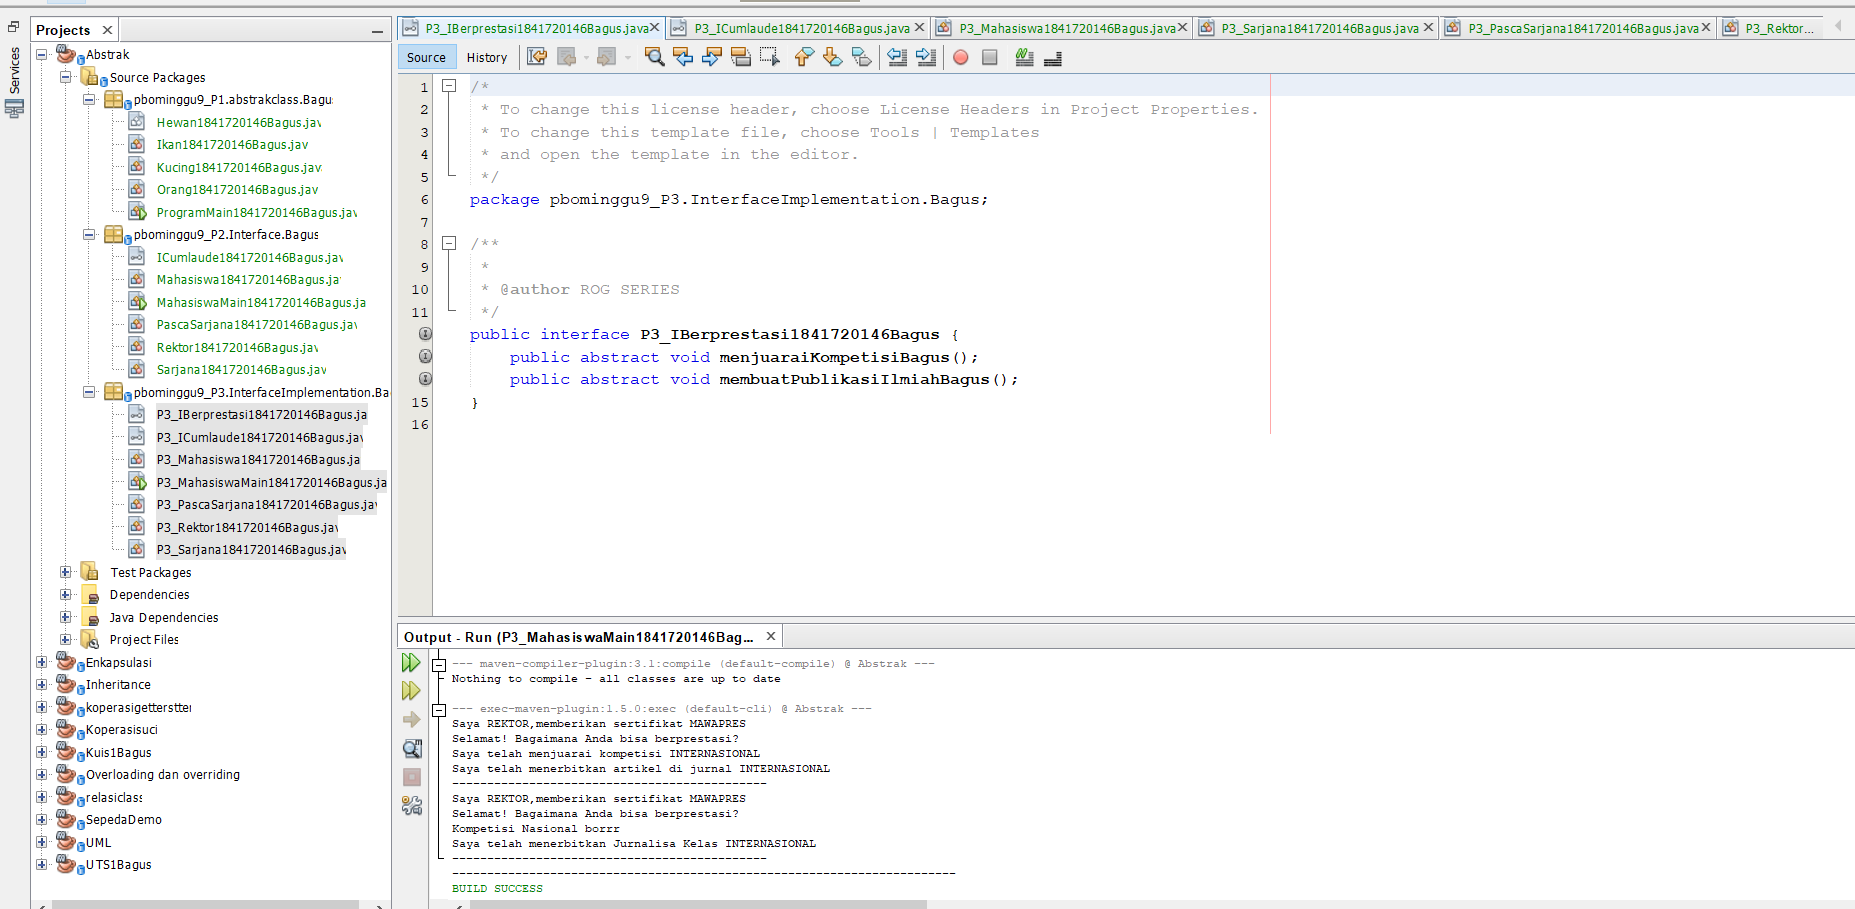 Services
Projects
Abstrak
Source Packages
pbominggu9_P1.abstrakclass.Bagu
Hewan1841720146Bagus.jav
Ikan1841720146Bagus.jav
Kucing1841720146Bagus.jav
Orang1841720146Bagus.jav
ProgramMain1841720146Bagus.jav
pbominggu9_P2.Interface.Bagus
ICumlaude1841720146Bagus.jav
Mahasiswa1841720146Bagus.ja
MahasiswaMain1841720146Bagus.ja
PascaSarjana1841720146Bagus.jav
Rektor1841720146Bagus.jav
Sarjana1841720146Bagus.jav
pbominggu9_P3.InterfaceImplementation.Ba
P3_IBerprestasi1841720146Bagus.ja
P3_ICumlaude1841720146Bagus.jav
P3_Mahasiswa1841720146Bagus.ja
P3_MahasiswaMain1841720146Bagus.ja
P3_PascaSarjana1841720146Bagus.jav
P3_Rektor1841720146Bagus.jav
P3_Sarjana1841720146Bagus.jav
Test Packages
Dependencies
Java Dependencies
Project Files
Enkapsulasi
Inheritance
koperasigetterstter
Koperasisuci
Kuis1Bagus
Overloading dan overriding
relasiclass
SepedaDemo
UML
UTS1Bagus
P3_IBerprestasi1841720146Bagus.java P3_ICumlaude1841720146Bagus.java P3_Mahasiswa1841720146Bagus.java P3_Sarjana1841720146Bagus.java P3_PascaSarjana1841720146Bagus.java P3_Rektor...
Source History
1 /*
2 * To change this license header, choose License Headers in Project Properties.
3 * To change this template file, choose Tools | Templates
4 * and open the template in the editor.
5 */
6 package pbominggu9_P3.InterfaceImplementation.Bagus;
7
8 /**
9 *
10 * @author ROG SERIES
11 */
public interface P3_IBerprestasi1841720146Bagus {
public abstract void menjuaraiKompetisiBagus();
public abstract void membuatPublikasiIlmiahBagus();
15 }
16
Output - Run (P3_MahasiswaMain1841720146Bag...
--- maven-compiler-plugin:3.1:compile (default-compile) @ Abstrak ---
Nothing to compile - all classes are up to date
--- exec-maven-plugin:1.5.0:exec (default-cli) @ Abstrak ---
Saya REKTOR,memberikan sertifikat MAWAPRES
Selamat! Bagaimana Anda bisa berprestasi?
Saya telah menjuarai kompetisi INTERNASIONAL
Saya telah menerbitkan artikel di jurnal INTERNASIONAL
---------------------------------------------
Saya REKTOR,memberikan sertifikat MAWAPRES
Selamat! Bagaimana Anda bisa berprestasi?
Kompetisi Nasional borrr
Saya telah menerbitkan Jurnalisa Kelas INTERNASIONAL
---------------------------------------------
------------------------------------------------------------------------
BUILD SUCCESS